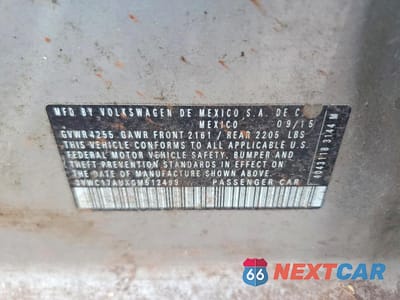 MFD BY VOLKSWAGEN DE MEXICO S.A. DE C
MEXICO 09/15
GVWR 4255 GAWR FRONT 2161 / REAR 2205 LBS
THIS VEHICLE CONFORMS TO ALL APPLICABLE U.S.
FEDERAL MOTOR VEHICLE SAFETY, BUMPER AND
THEFT PREVENTION STANDARDS IN EFFECT ON
THE DATE OF MANUFACTURE SHOWN ABOVE.
PASSENGER CAR
66 NEXTCAR